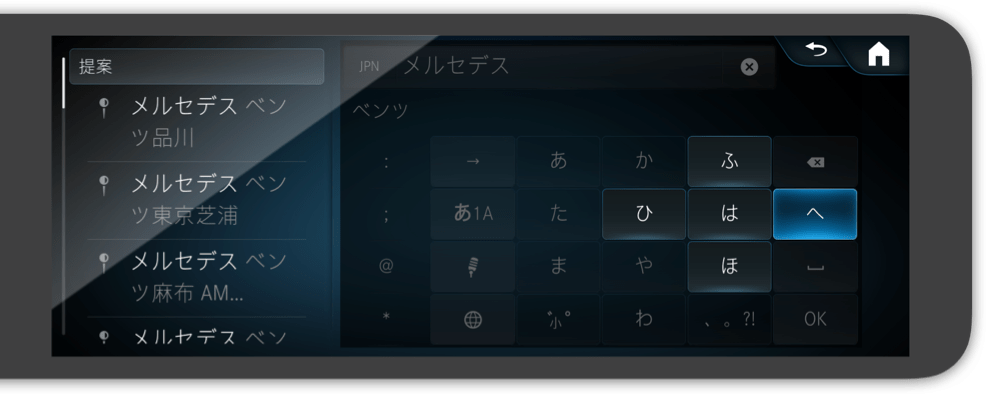 提案
メルセデス ベン
ツ品川
メルセデス ベン
ツ東京芝浦
メルセデス ベン
ツ麻布 AM...
メルセデス ベン
JPN メルセデス
ベンツ
: → あ か ふ
; あ1A た ひ は へ
@ ま や ほ
* ゛小゜ わ 、。?! OK